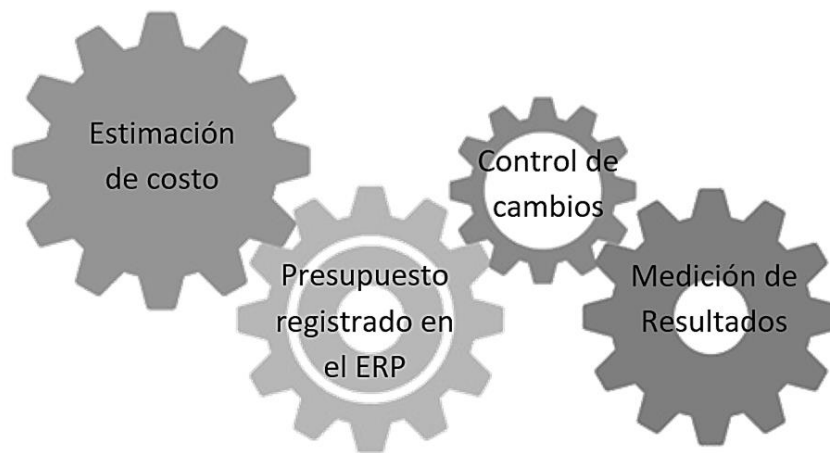 Estimación
de costo
Presupuesto
registrado en
el ERP
Control de
cambios
Medición de
Resultados